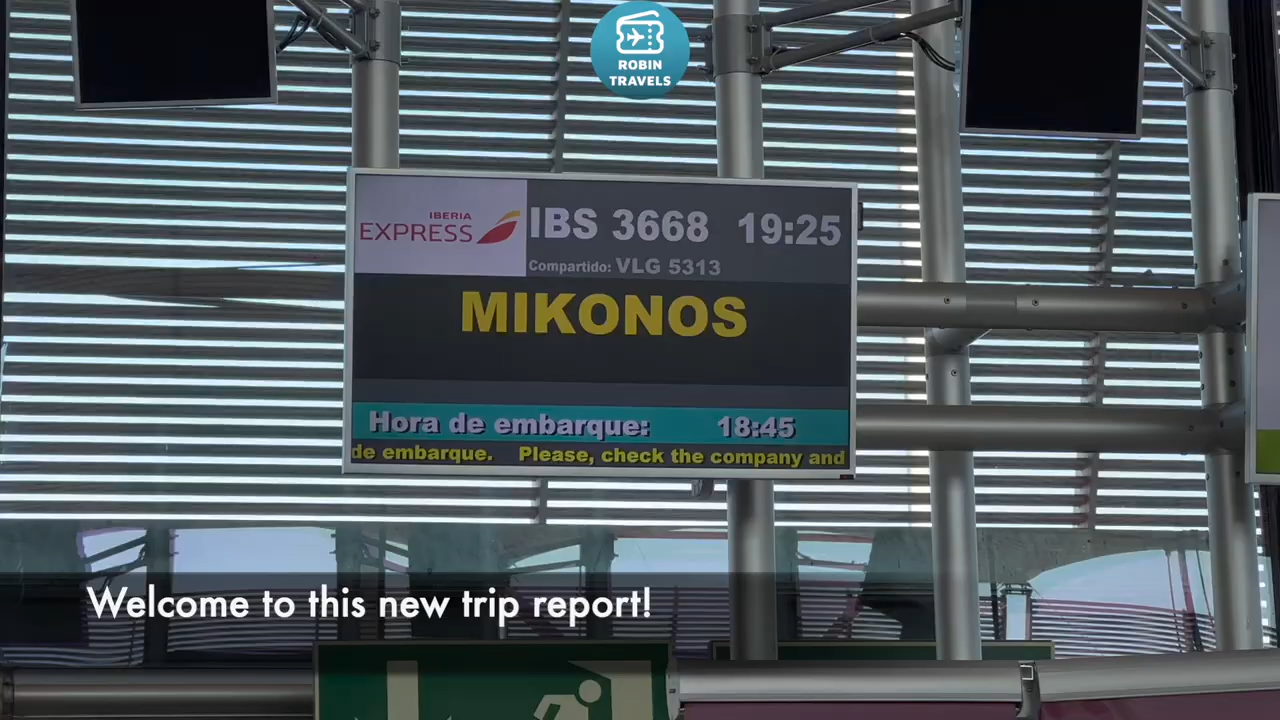 ROBIN
TRAVELS
IBERIA
EXPRESS
IBS 3668 19:25
Compartido: VLG 5313
MIKONOS
Hora de embarque: 18:45
de embarque. Please, check the company and
Welcome to this new trip report!